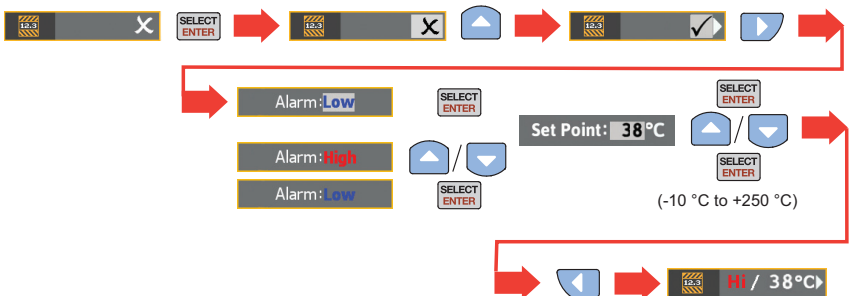 12.3 X SELECT ENTER 12.3 X 12.3 ✓
Alarm:Low SELECT ENTER
SELECT ENTER
Set Point: 38°C
Alarm:High /
/
Alarm:Low SELECT ENTER
SELECT ENTER
(-10 °C to +250 °C)
12.3 Hi / 38°C